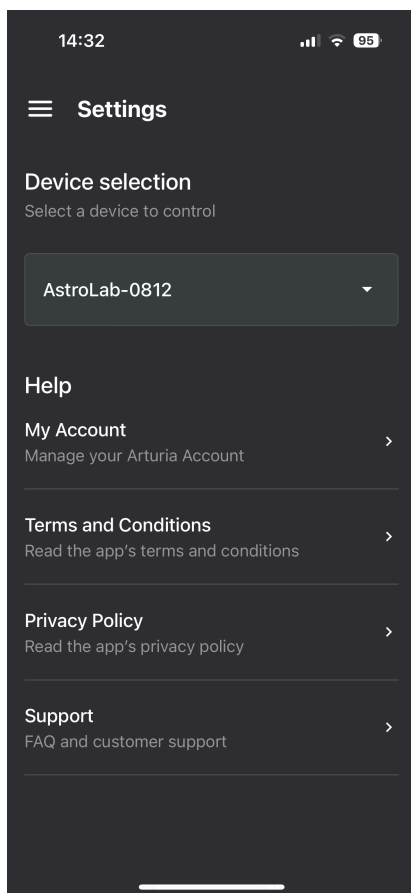 14:32
95
Settings
Device selection
Select a device to control
AstroLab-0812
Help
My Account
Manage your Arturia Account
Terms and Conditions
Read the app's terms and conditions
Privacy Policy
Read the app's privacy policy
Support
FAQ and customer support